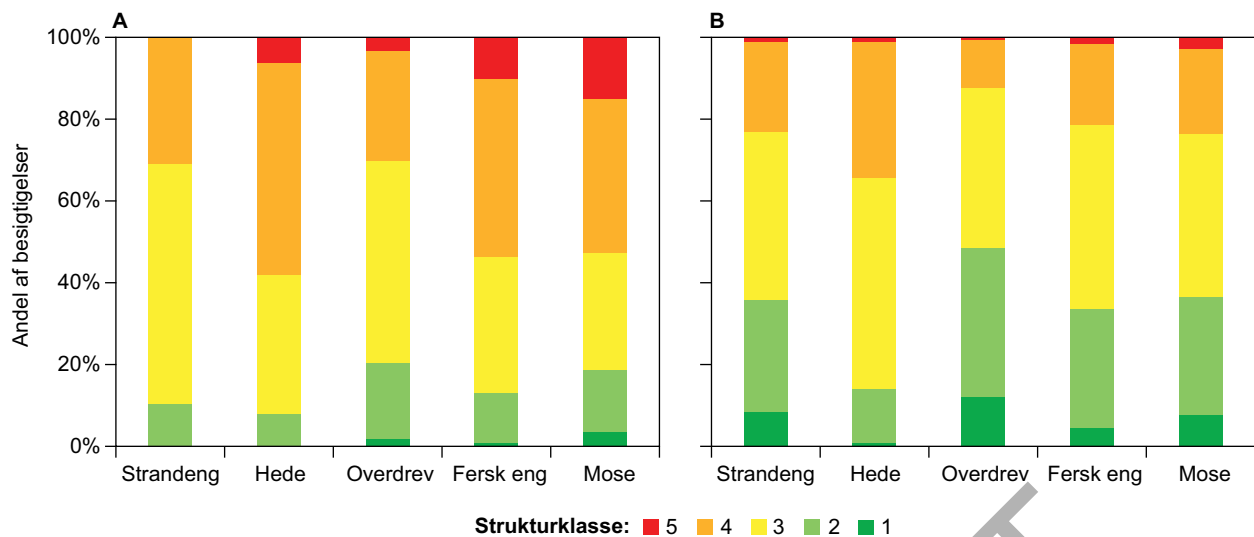 A
B
100%
80%
60%
40%
20%
0%
Andel af besigtigelser
Strandeng Hede Overdrev Fersk eng Mose
Strandeng Hede Overdrev Fersk eng Mose
Strukturklasse: 5 4 3 2 1